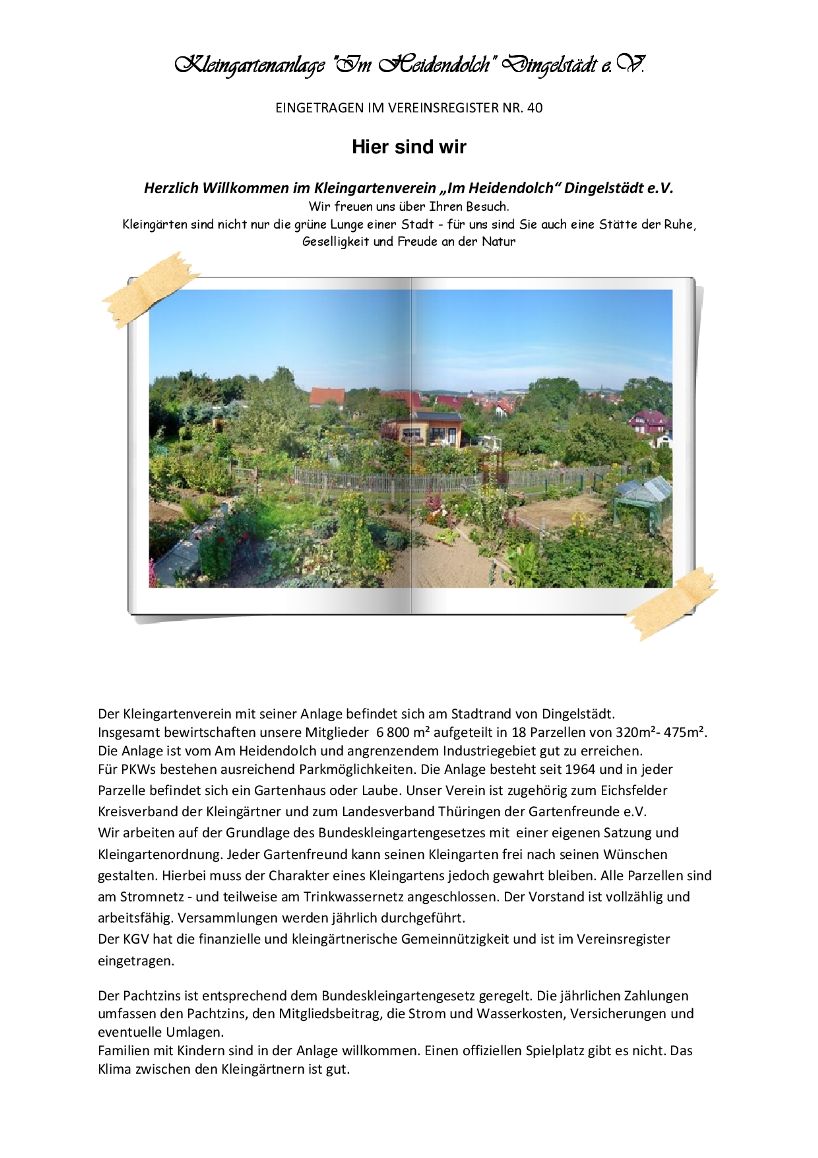 Kleingartenanlage "Im Heidendolch" Dingelstädt e.V.
EINGETRAGEN IM VEREINSREGISTER NR. 40
Hier sind wir
Herzlich Willkommen im Kleingartenverein „Im Heidendolch“ Dingelstädt e.V.
Wir freuen uns über Ihren Besuch.
Kleingärten sind nicht nur die grüne Lunge einer Stadt - für uns sind Sie auch eine Stätte der Ruhe,
Geselligkeit und Freude an der Natur
Der Kleingartenverein mit seiner Anlage befindet sich am Stadtrand von Dingelstädt.
Insgesamt bewirtschaften unsere Mitglieder  6 800 m² aufgeteilt in 18 Parzellen von 320m²- 475m².
Die Anlage ist vom Am Heidendolch und angrenzendem Industriegebiet gut zu erreichen.
Für PKWs bestehen ausreichend Parkmöglichkeiten. Die Anlage besteht seit 1964 und in jeder
Parzelle befindet sich ein Gartenhaus oder Laube. Unser Verein ist zugehörig zum Eichsfelder
Kreisverband der Kleingärtner und zum Landesverband Thüringen der Gartenfreunde e.V.
Wir arbeiten auf der Grundlage des Bundeskleingartengesetzes mit  einer eigenen Satzung und
Kleingartenordnung. Jeder Gartenfreund kann seinen Kleingarten frei nach seinen Wünschen
gestalten. Hierbei muss der Charakter eines Kleingartens jedoch gewahrt bleiben. Alle Parzellen sind
am Stromnetz - und teilweise am Trinkwassernetz angeschlossen. Der Vorstand ist vollzählig und
arbeitsfähig. Versammlungen werden jährlich durchgeführt.
Der KGV hat die finanzielle und kleingärtnerische Gemeinnützigkeit und ist im Vereinsregister
eingetragen.
Der Pachtzins ist entsprechend dem Bundeskleingartengesetz geregelt. Die jährlichen Zahlungen
umfassen den Pachtzins, den Mitgliedsbeitrag, die Strom und Wasserkosten, Versicherungen und
eventuelle Umlagen.
Familien mit Kindern sind in der Anlage willkommen. Einen offiziellen Spielplatz gibt es nicht. Das
Klima zwischen den Kleingärtnern ist gut.